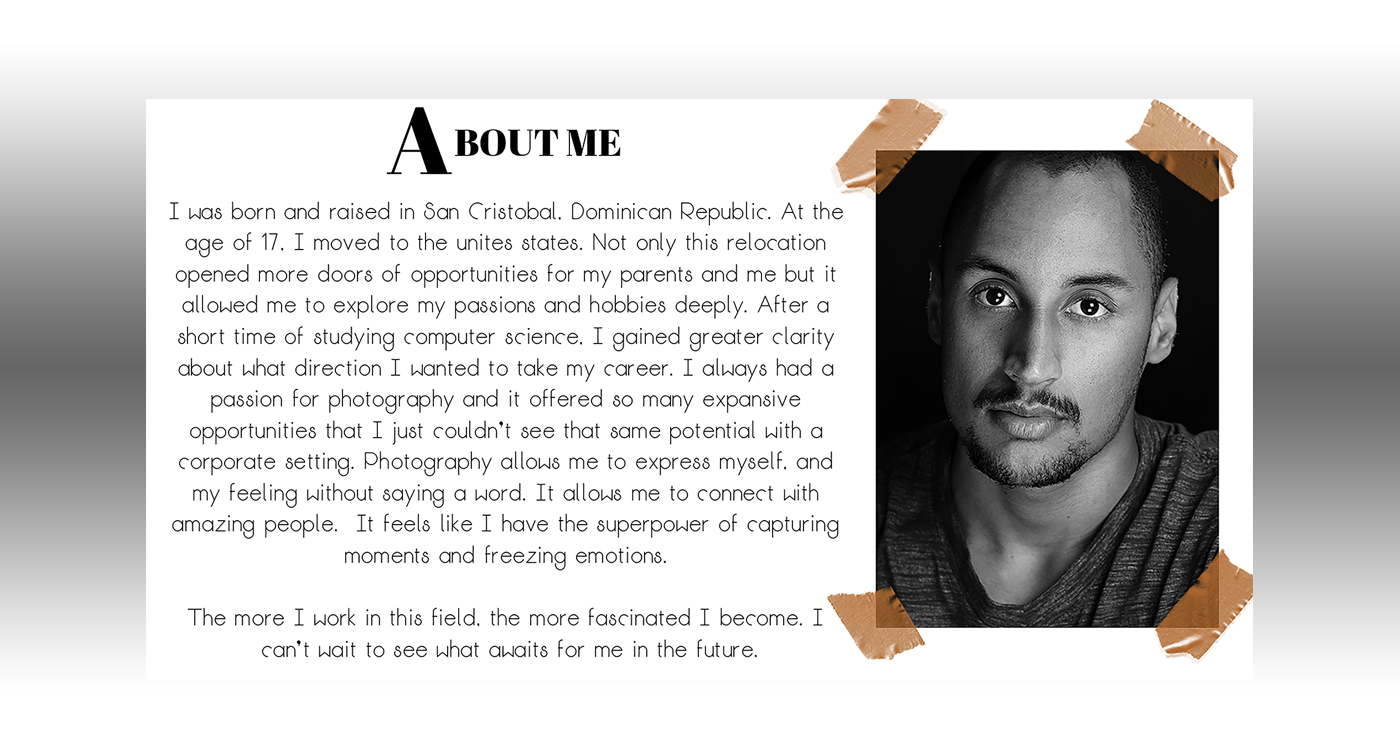 ABOUT ME
I was born and raised in San Cristobal, Dominican Republic. At the
age of 17, I moved to the unites states. Not only this relocation
opened more doors of opportunities for my parents and me but it
allowed me to explore my passions and hobbies deeply. After a
short time of studying computer science, I gained greater clarity
about what direction I wanted to take my career. I always had a
passion for photography and it offered so many expansive
opportunities that I just couldn't see that same potential with a
corporate setting. Photography allows me to express myself, and
my feeling without saying a word. It allows me to connect with
amazing people.  It feels like I have the superpower of capturing
moments and freezing emotions.
The more I work in this field, the more fascinated I become. I
can't wait to see what awaits for me in the future.